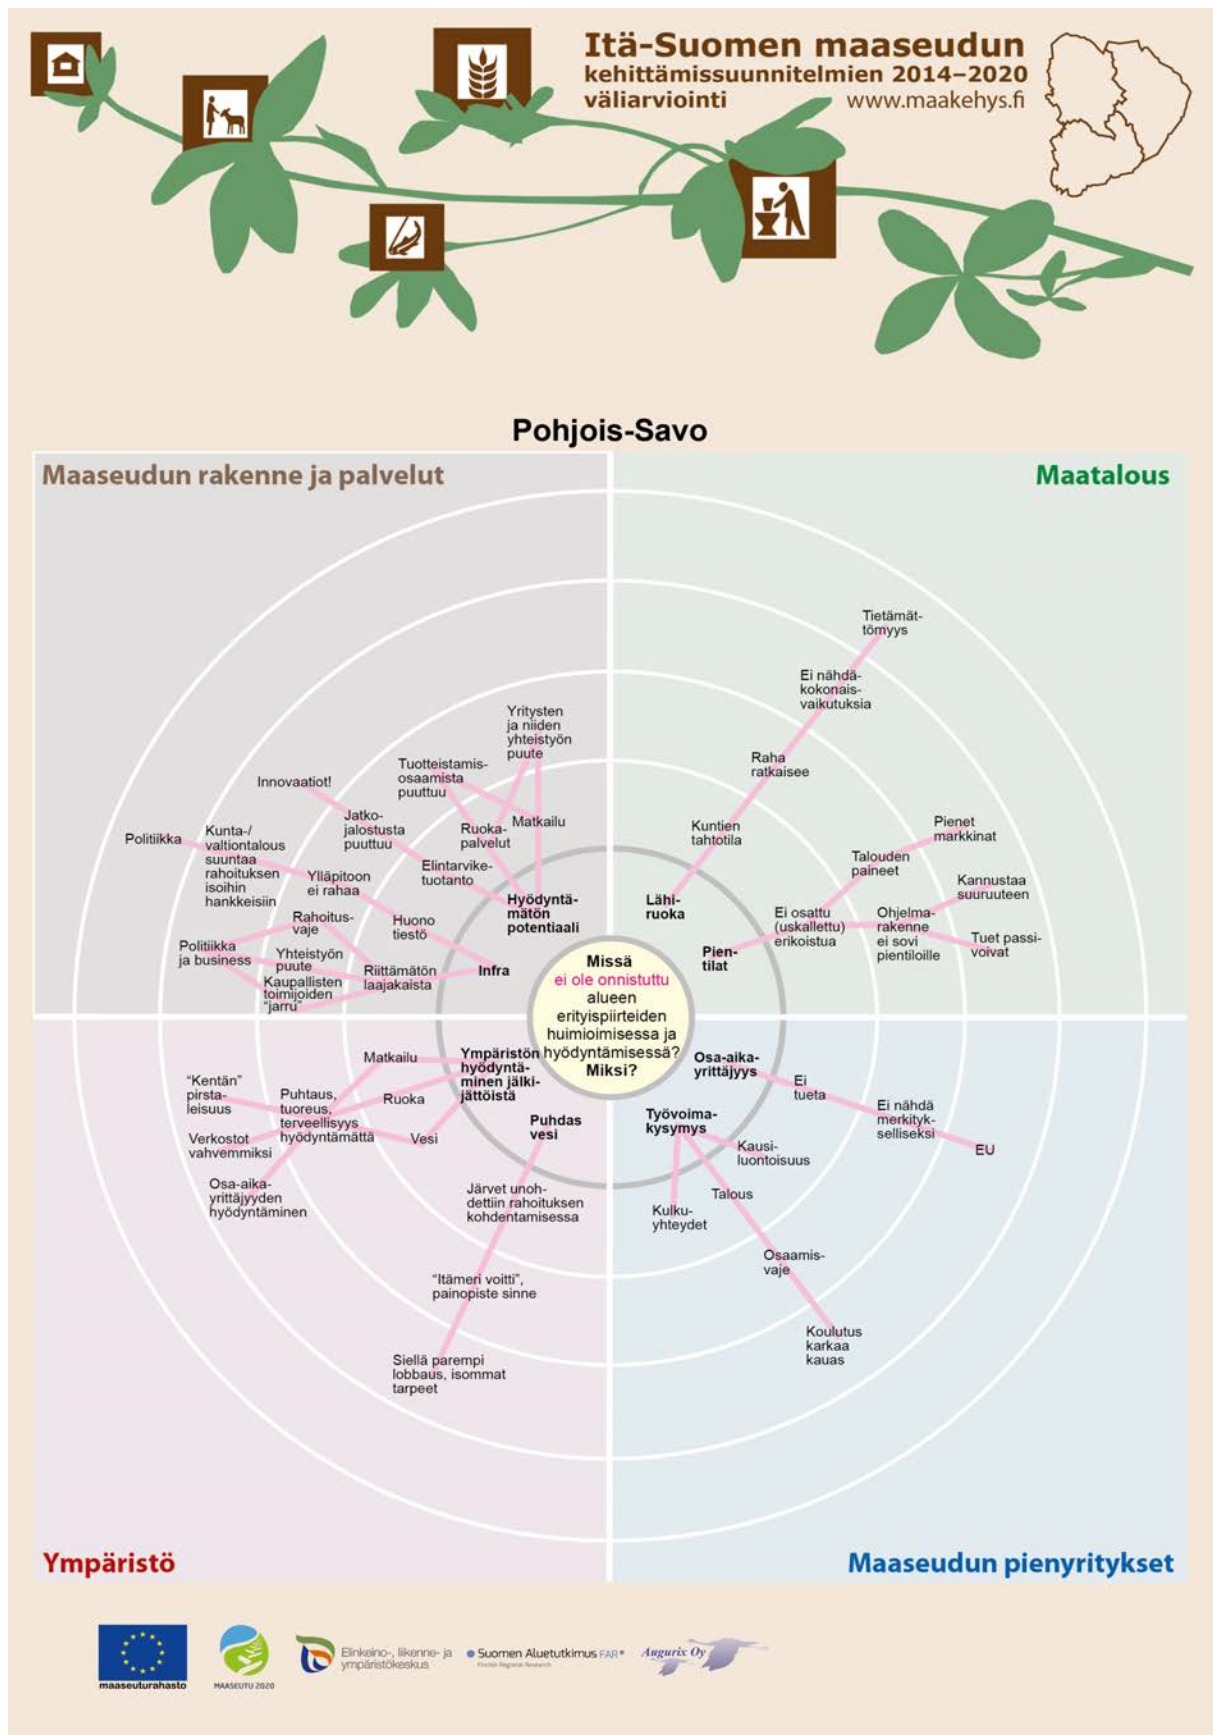 Itä-Suomen maaseudun
kehittämissuunnitelmien 2014–2020
väliarviointi www.maakehys.fi
Pohjois-Savo
Maaseudun rakenne ja palvelut
Yritysten
ja niiden
yhteistyön
puute
Tuotteistamis-
osaamista
puuttuu
Innovaatiot!
Jatko-
jalostusta
puuttuu
Ruoka-
palvelut
Matkailu
Politiikka
Kunta-/
valtiontalous
suuntaa
rahoituksen
isoihin
hankkeisiin
Ylläpitoon
ei rahaa
Elintarvike-
tuotanto
Hyödyntä-
mätön
potentiaali
Rahoitus-
vaje
Huono
tiestö
Politiikka
ja business
Yhteistyön
puute
Kaupallisten
toimijoiden
"jarru"
Riittämätön
laajakaista
Infra
Maatalous
Tietämät-
tömyys
Ei nähdä-
kokonais-
vaikutuksia
Raha
ratkaisee
Kuntien
tahtotila
Lähi-
ruoka
Pienet
markkinat
Talouden
paineet
Kannustaa
suuruuteen
Ei osattu
(uskallettu)
erikoistua
Ohjelma-
rakenne
ei sovi
pientiloille
Tuet passi-
voivat
Pien-
tilat
Missä
ei ole onnistuttu
alueen
erityispiirteiden
huimioimisessa ja
hyödyntämisessä?
Miksi?
Matkailu
Ympäristön
hyödyntä-
minen jälki-
jättöistä
"Kentän"
pirsta-
leisuus
Puhtaus,
tuoreus,
terveellisyys
hyödyntämättä
Ruoka
Verkostot
vahvemmiksi
Vesi
Puhdas
vesi
Osa-aika-
yrittäjyyden
hyödyntäminen
Järvet unoh-
dettiin rahoituksen
kohdentamisessa
"Itämeri voitti",
painopiste sinne
Siellä parempi
lobbaus, isommat
tarpeet
Ympäristö
Osa-aika-
yrittäjyys
Ei
tueta
Ei nähdä
merkityk-
selliseksi
EU
Työvoima-
kysymys
Kausi-
luontoisuus
Talous
Kulku-
yhteydet
Osaamis-
vaje
Koulutus
karkaa
kauas
Maaseudun pienyritykset
maaseuturahasto
MAASEUTU 2020
Elinkeino-, liikenne- ja
ympäristökeskus
Suomen Aluetutkimus FAR
Finnish Regional Research
Augurix Oy